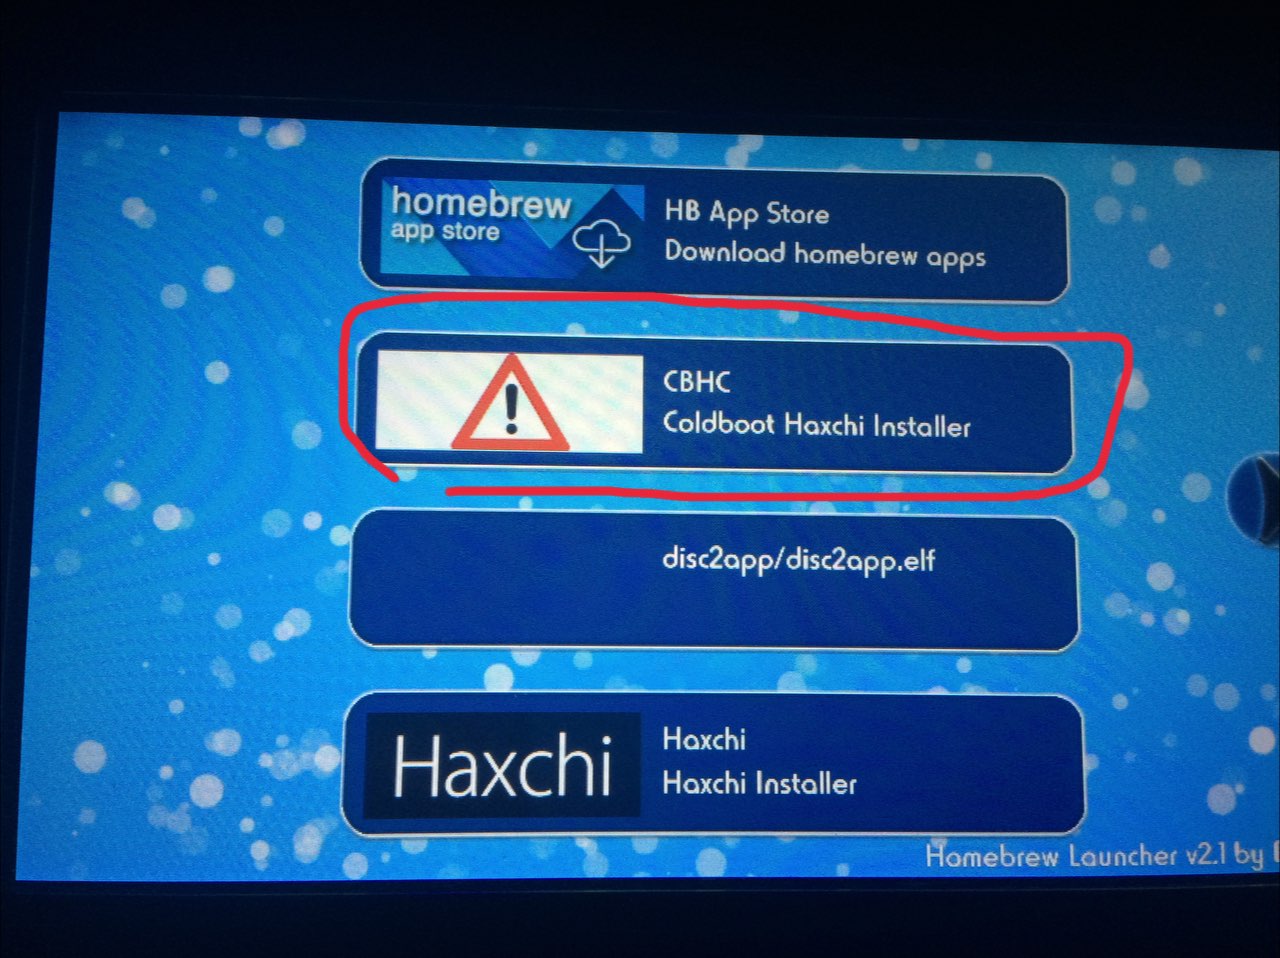 homebrew
app store
HB App Store
Download homebrew apps
!
CBHC
Coldboot Haxchi Installer
disc2app/disc2app.elf
Haxchi
Haxchi
Haxchi Installer
Homebrew Launcher v2.1 by